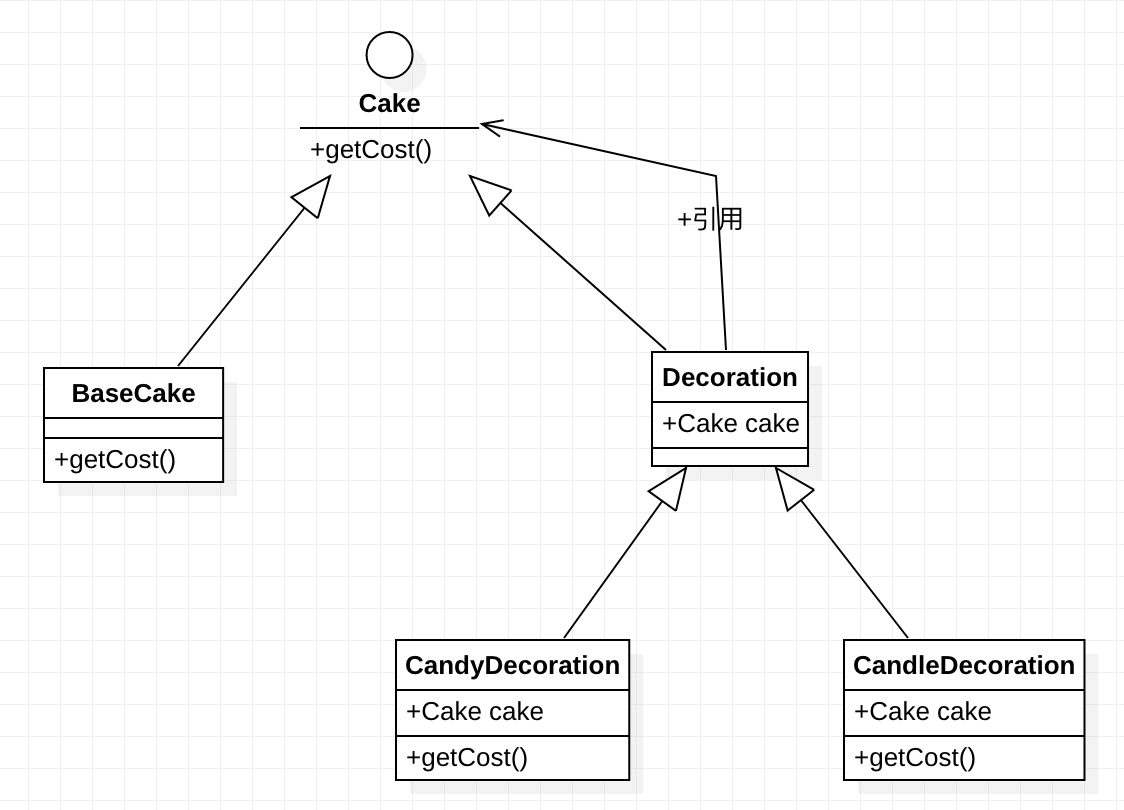 Cake
+getCost()
+引用
BaseCake
+getCost()
Decoration
+Cake cake
CandyDecoration
+Cake cake
+getCost()
CandleDecoration
+Cake cake
+getCost()